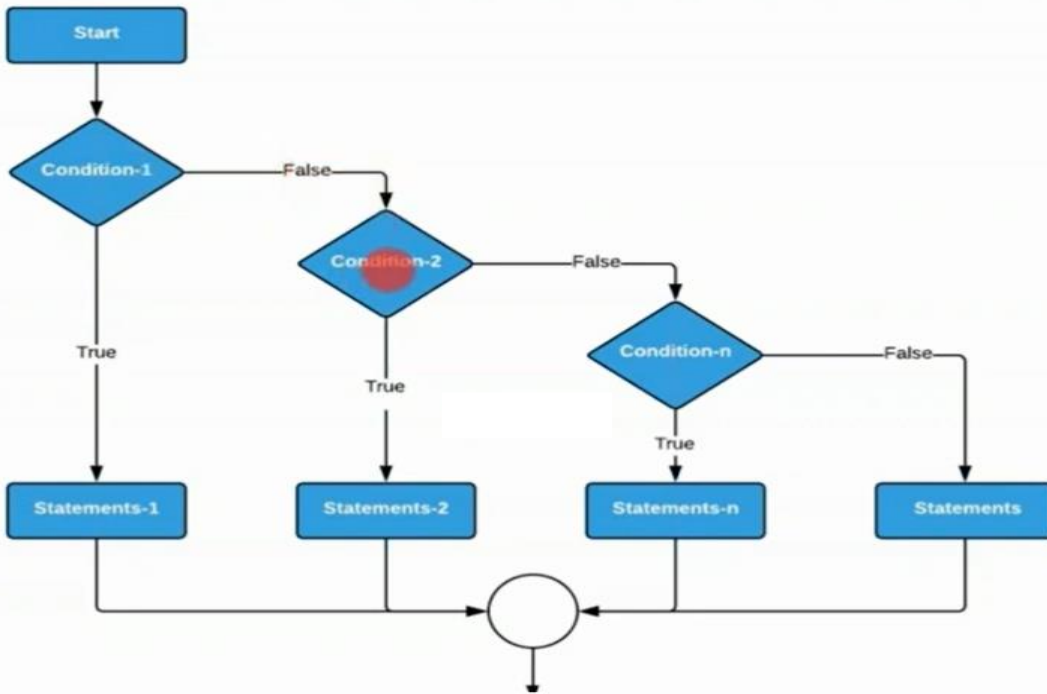 Start
Condition-1
False
Condition-2
False
Condition-n
False
True
True
True
Statements-1
Statements-2
Statements-n
Statements